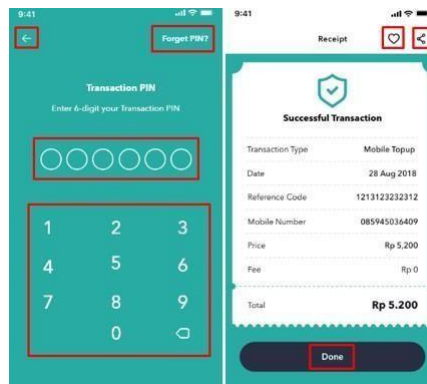 9:41
Forget PIN?
Transaction PIN
Enter 6-digit your Transaction PIN
1 2 3
4 5 6
7 8 9
0
9:41
Receipt
Successful Transaction
Transaction Type Mobile Topup
Date 28 Aug 2018
Reference Code 1213123232312
Mobile Number 085945036409
Price Rp 5,200
Fee Rp 0
Total Rp 5.200
Done